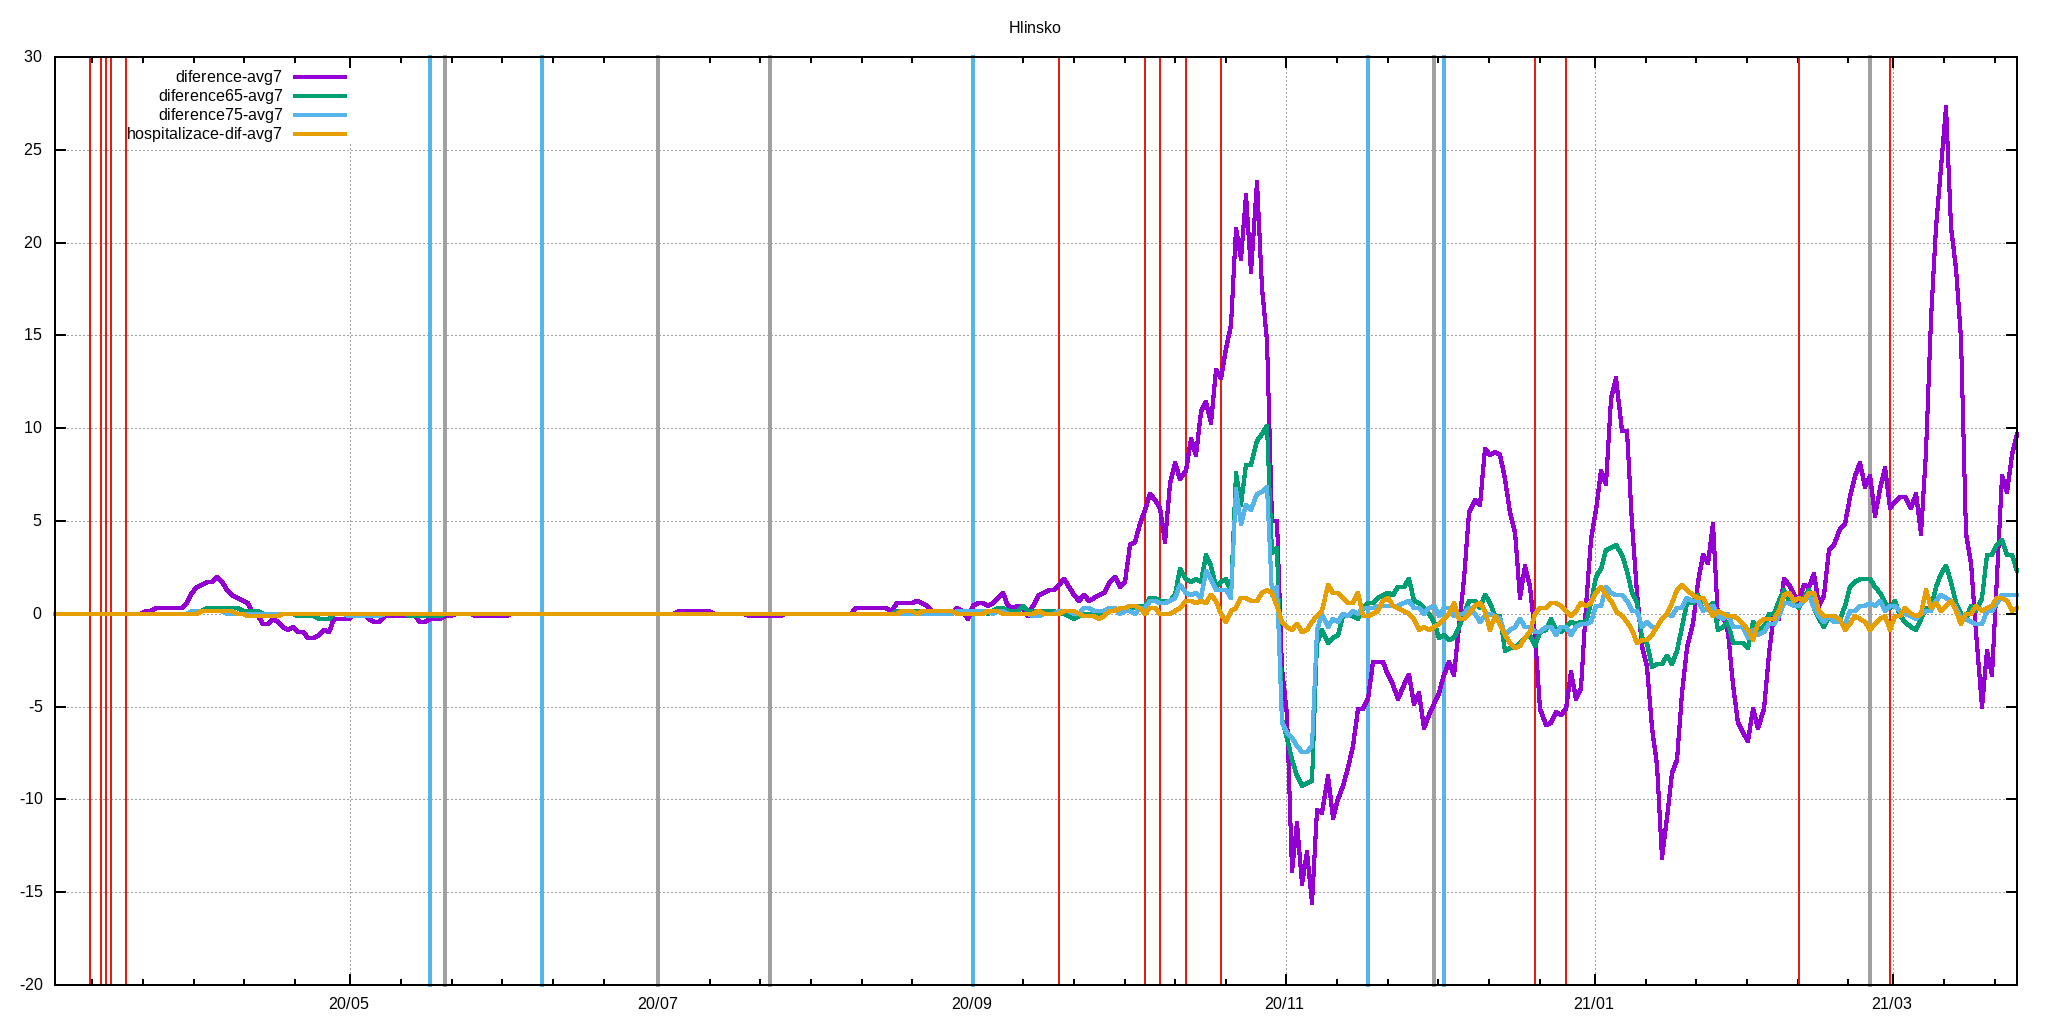 Hlinsko
30
25
20
15
10
5
0
-5
-10
-15
-20
diference-avg7
diference65-avg7
diference75-avg7
hospitalizace-dif-avg7
20/05 20/07 20/09 20/11 21/01 21/03